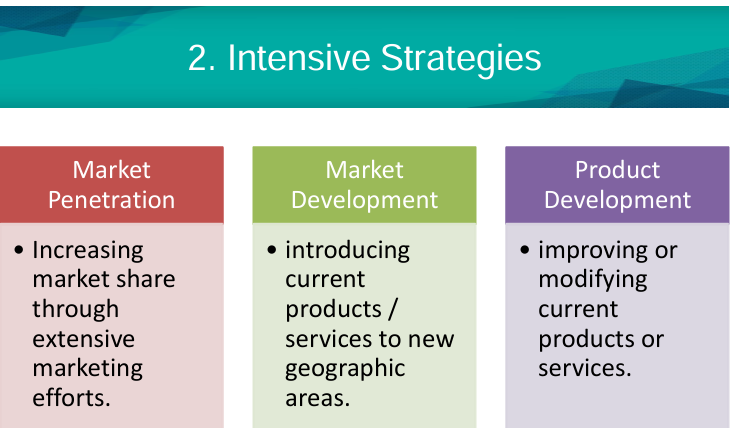 2. Intensive Strategies
Market
Penetration
• Increasing
market share
through
extensive
marketing
efforts.
Market
Development
• introducing
current
products /
services to new
geographic
areas.
Product
Development
• improving or
modifying
current
products or
services.